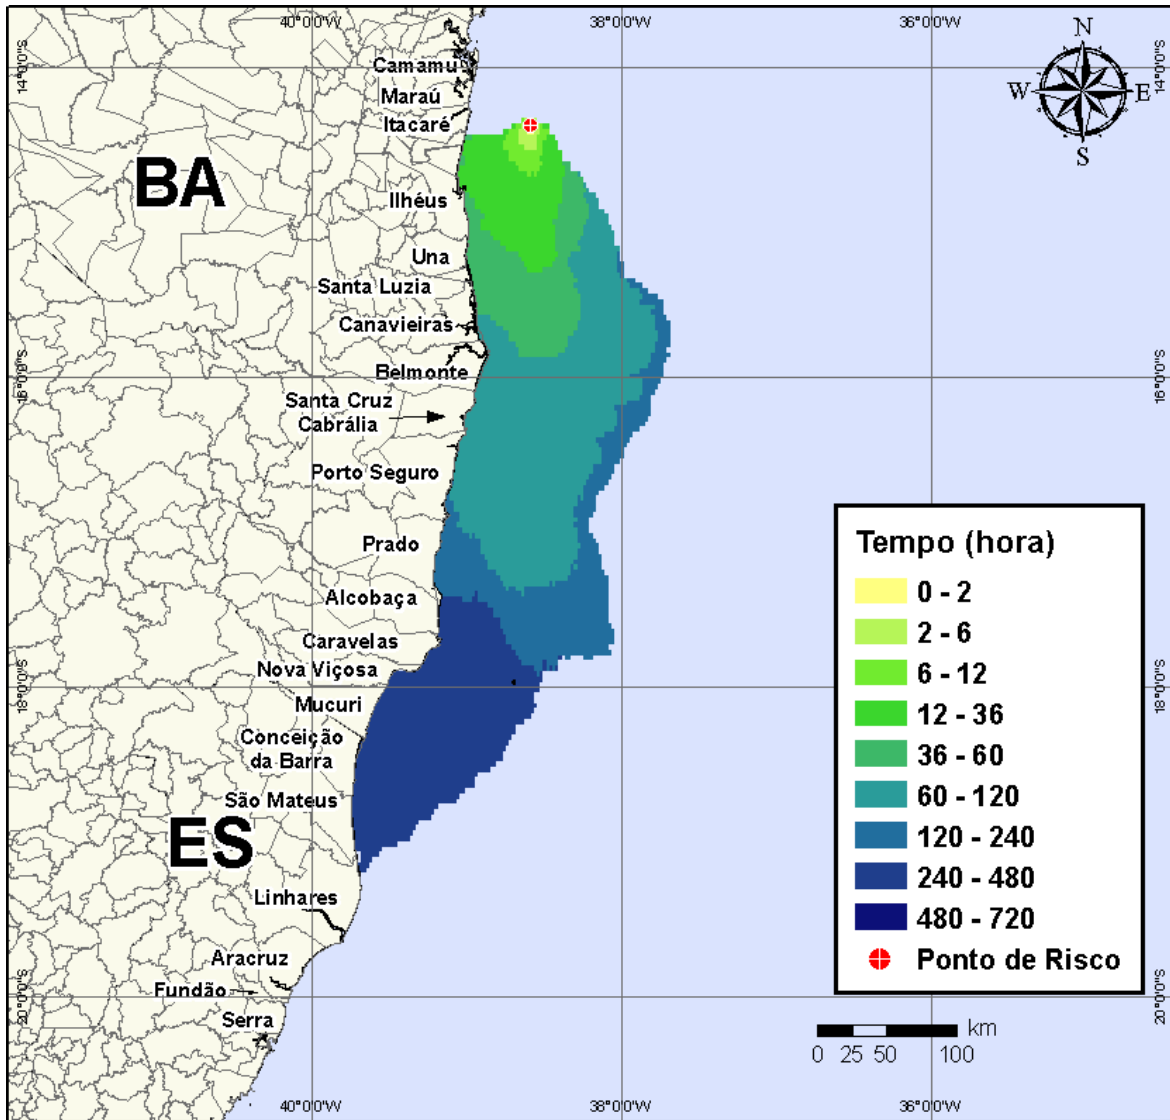 40°0'0"W
38°0'0"W
36°0'0"W
14°0'0"S
14°0'0"S
N
W
E
S
Camamu
Maraú
Itacaré
BA
Ilhéus
Una
Santa Luzia
Canavieiras
Belmonte
16°0'0"S
16°0'0"S
Santa Cruz
Cabrália
Porto Seguro
Prado
Alcobaça
Caravelas
Nova Viçosa
18°0'0"S
18°0'0"S
Mucuri
Conceição
da Barra
São Mateus
ES
Linhares
Aracruz
Fundão
20°0'0"S
20°0'0"S
Serra
Tempo (hora)
0 - 2
2 - 6
6 - 12
12 - 36
36 - 60
60 - 120
120 - 240
240 - 480
480 - 720
Ponto de Risco
km
0 25 50 100
40°0'0"W
38°0'0"W
36°0'0"W